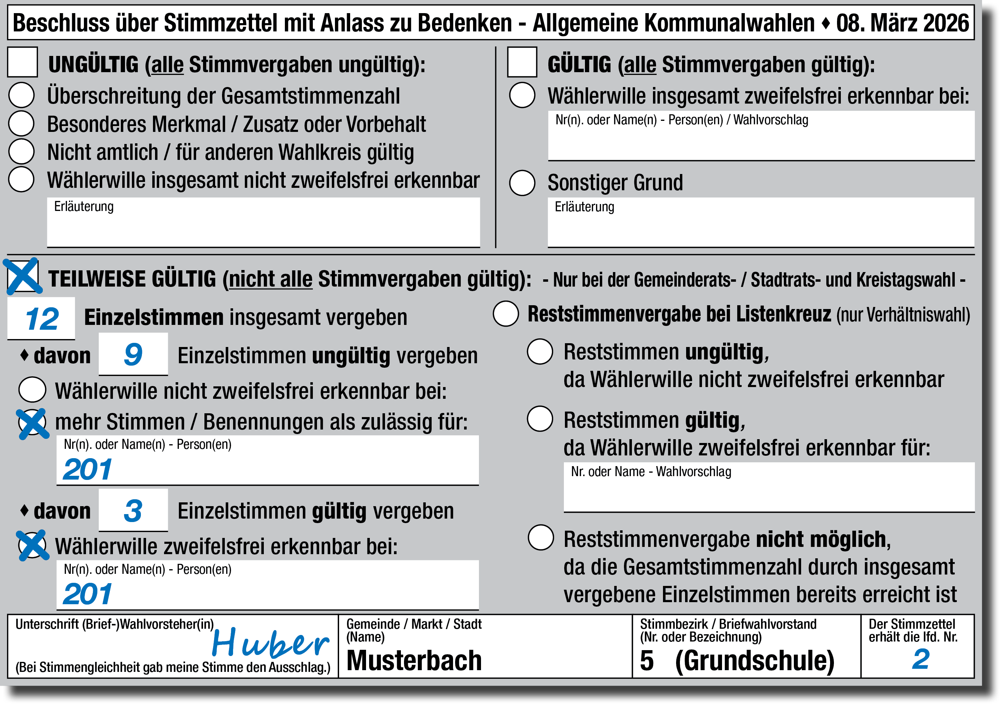 Beschluss über Stimmzettel mit Anlass zu Bedenken - Allgemeine Kommunalwahlen ♦ 08. März 2026
UNGÜLTIG (alle Stimmvergaben ungültig):
Überschreitung der Gesamtstimmenzahl
Besonderes Merkmal / Zusatz oder Vorbehalt
Nicht amtlich / für anderen Wahlkreis gültig
Wählerwille insgesamt nicht zweifelsfrei erkennbar
Erläuterung
GÜLTIG (alle Stimmvergaben gültig):
Wählerwille insgesamt zweifelsfrei erkennbar bei:
Nr(n). oder Name(n) - Person(en) / Wahlvorschlag
Sonstiger Grund
Erläuterung
TEILWEISE GÜLTIG (nicht alle Stimmvergaben gültig): - Nur bei der Gemeinderats- / Stadtrats- und Kreistagswahl -
12 Einzelstimmen insgesamt vergeben
♦ davon 9 Einzelstimmen ungültig vergeben
Wählerwille nicht zweifelsfrei erkennbar bei:
mehr Stimmen / Benennungen als zulässig für:
Nr(n). oder Name(n) - Person(en)
201
♦ davon 3 Einzelstimmen gültig vergeben
Wählerwille zweifelsfrei erkennbar bei:
Nr(n). oder Name(n) - Person(en)
201
Reststimmenvergabe bei Listenkreuz (nur Verhältniswahl)
Reststimmen ungültig,
da Wählerwille nicht zweifelsfrei erkennbar
Reststimmen gültig,
da Wählerwille zweifelsfrei erkennbar für:
Nr. oder Name - Wahlvorschlag
Reststimmenvergabe nicht möglich,
da die Gesamtstimmenzahl durch insgesamt
vergebene Einzelstimmen bereits erreicht ist
Unterschrift (Brief-)Wahlvorsteher(in)
Huber
(Bei Stimmengleichheit gab meine Stimme den Ausschlag.)
Gemeinde / Markt / Stadt
(Name)
Musterbach
Stimmbezirk / Briefwahlvorstand
(Nr. oder Bezeichnung)
5 (Grundschule)
Der Stimmzettel
erhält die lfd. Nr.
2